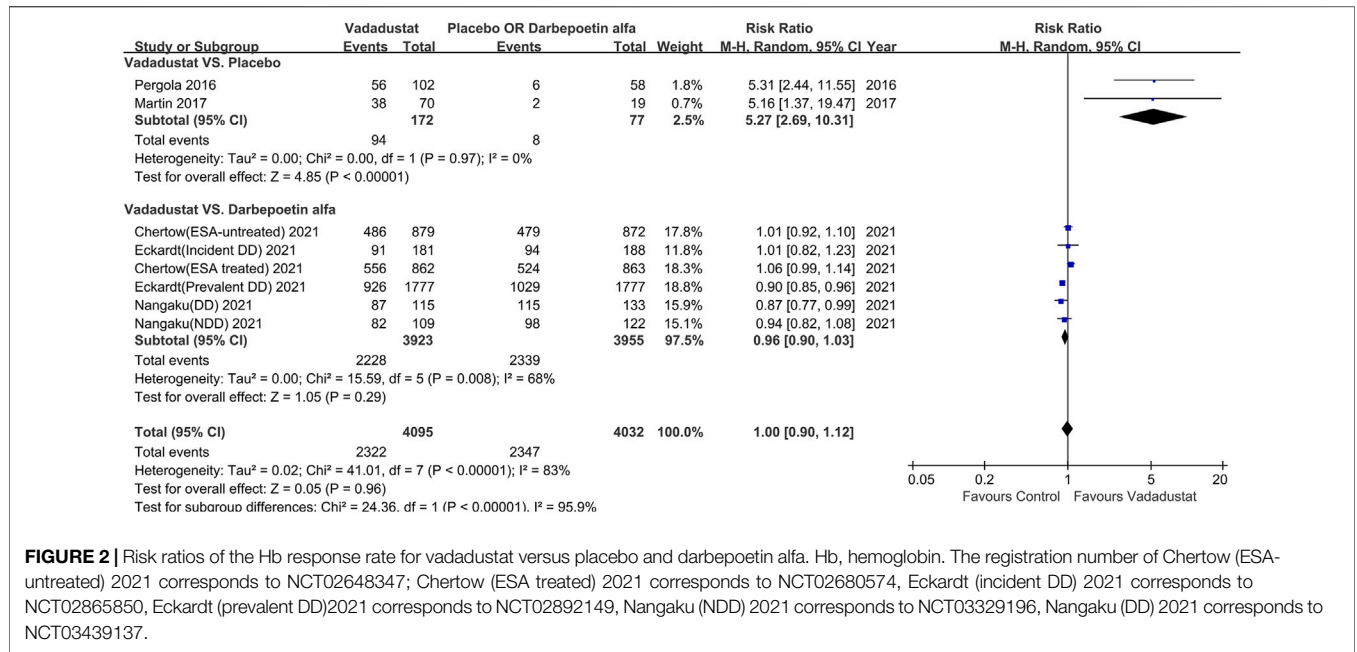 Vadadustat Placebo OR Darbepoetin alfa Risk Ratio Risk Ratio
Study or Subgroup Events Total Events Total Weight M-H. Random. 95% CI Year M-H. Random. 95% CI
Vadadustat VS. Placebo
Pergola 2016 56 102 6 58 1.8% 5.31 [2.44, 11.55] 2016
Martin 2017 38 70 2 19 0.7% 5.16 [1.37, 19.47] 2017
Subtotal (95% CI) 172 77 2.5% 5.27 [2.69, 10.31]
Total events 94 8
Heterogeneity: Tau² = 0.00; Chi² = 0.00, df = 1 (P = 0.97); I² = 0%
Test for overall effect: Z = 4.85 (P < 0.00001)
Vadadustat VS. Darbepoetin alfa
Chertow(ESA-untreated) 2021 486 879 479 872 17.8% 1.01 [0.92, 1.10] 2021
Eckardt(Incident DD) 2021 91 181 94 188 11.8% 1.01 [0.82, 1.23] 2021
Chertow(ESA treated) 2021 556 862 524 863 18.3% 1.06 [0.99, 1.14] 2021
Eckardt(Prevalent DD) 2021 926 1777 1029 1777 18.8% 0.90 [0.85, 0.96] 2021
Nangaku(DD) 2021 87 115 115 133 15.9% 0.87 [0.77, 0.99] 2021
Nangaku(NDD) 2021 82 109 98 122 15.1% 0.94 [0.82, 1.08] 2021
Subtotal (95% CI) 3923 3955 97.5% 0.96 [0.90, 1.03]
Total events 2228 2339
Heterogeneity: Tau² = 0.00; Chi² = 15.59, df = 5 (P = 0.008); I² = 68%
Test for overall effect: Z = 1.05 (P = 0.29)
Total (95% CI) 4095 4032 100.0% 1.00 [0.90, 1.12]
Total events 2322 2347
Heterogeneity: Tau² = 0.02; Chi² = 41.01, df = 7 (P < 0.00001); I² = 83%
Test for overall effect: Z = 0.05 (P = 0.96)
Test for subgroup differences: Chi² = 24.36. df = 1 (P < 0.00001). I² = 95.9%
0.05 0.2 1 5 20
Favours Control Favours Vadadustat
FIGURE 2 | Risk ratios of the Hb response rate for vadadustat versus placebo and darbepoetin alfa. Hb, hemoglobin. The registration number of Chertow (ESA-
untreated) 2021 corresponds to NCT02648347; Chertow (ESA treated) 2021 corresponds to NCT02680574, Eckardt (incident DD) 2021 corresponds to
NCT02865850, Eckardt (prevalent DD)2021 corresponds to NCT02892149, Nangaku (NDD) 2021 corresponds to NCT03329196, Nangaku (DD) 2021 corresponds to
NCT03439137.